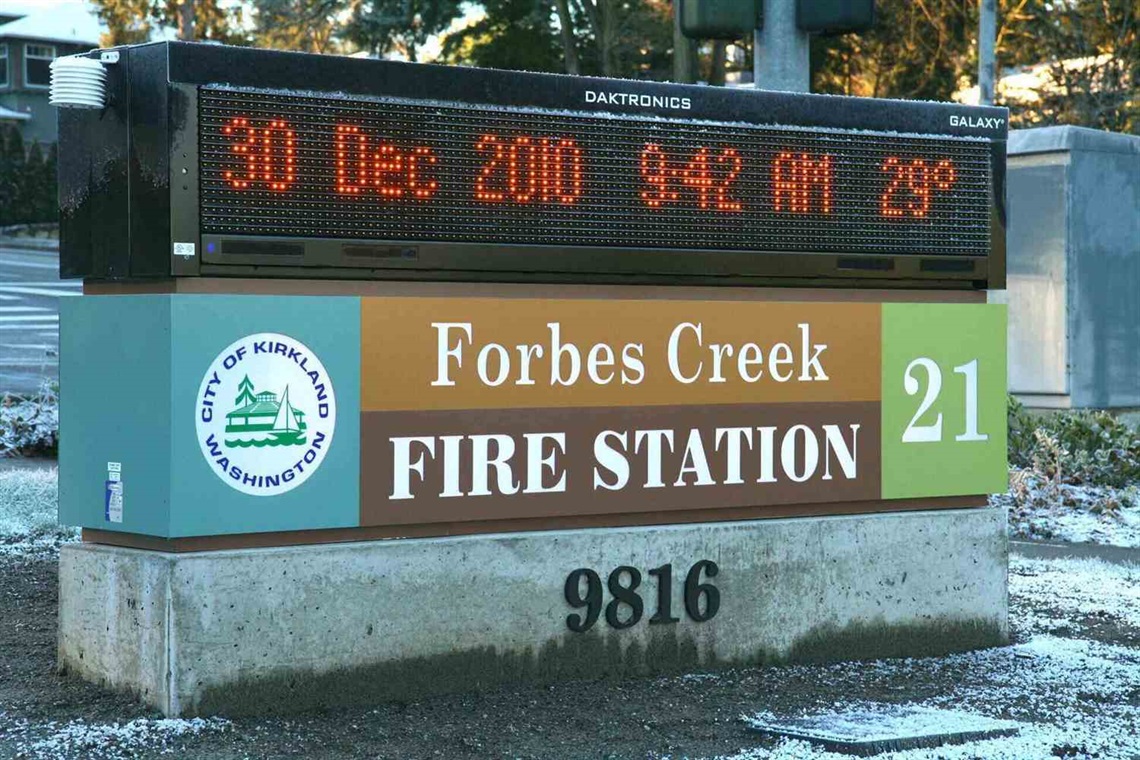 DAKTRONICS
GALAXY®
30 Dec 2010 9:42 AM 29°
CITY OF KIRKLAND
WASHINGTON
Forbes Creek
FIRE STATION
21
9816